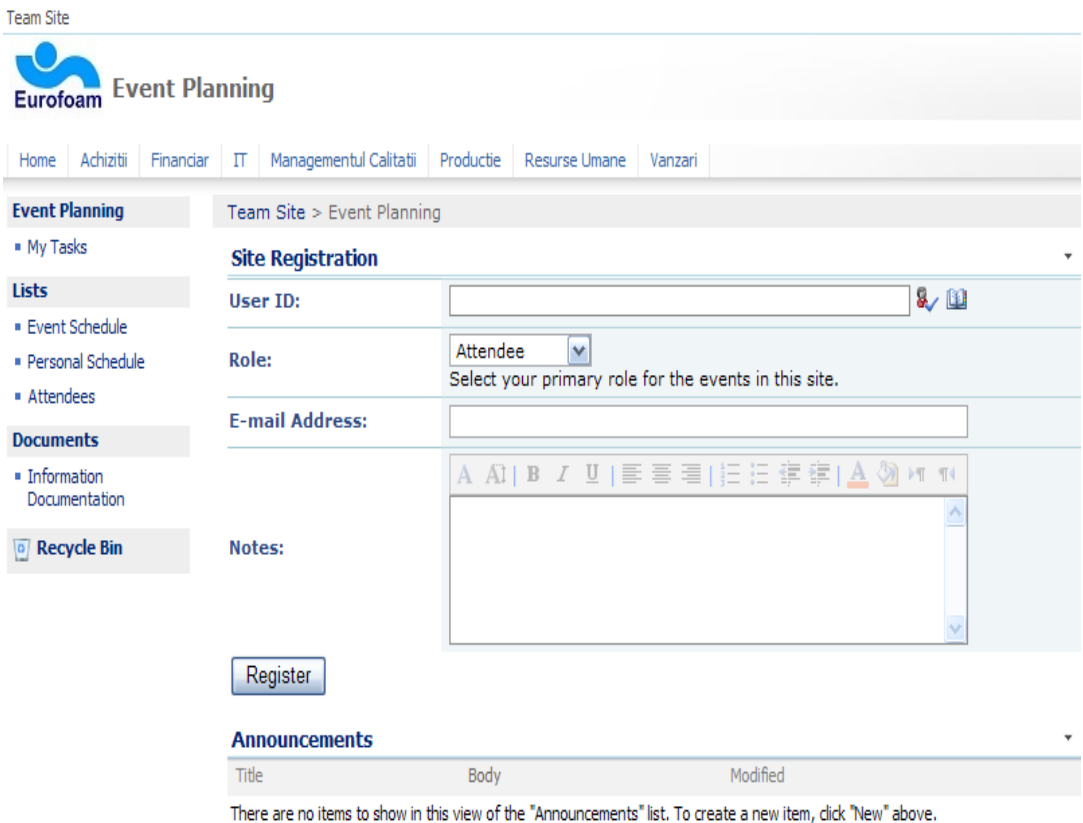 Team Site
Eurofoam
Event Planning
Home Achizitii Financiar IT Managementul Calitatii Productie Resurse Umane Vanzari
Event Planning
My Tasks
Lists
Event Schedule
Personal Schedule
Attendees
Documents
Information
Documentation
Recycle Bin
Team Site > Event Planning
Site Registration
User ID:
Role:
Attendee
Select your primary role for the events in this site.
E-mail Address:
A A B I U A
Notes:
Register
Announcements
Title Body Modified
There are no items to show in this view of the "Announcements" list. To create a new item, click "New" above.